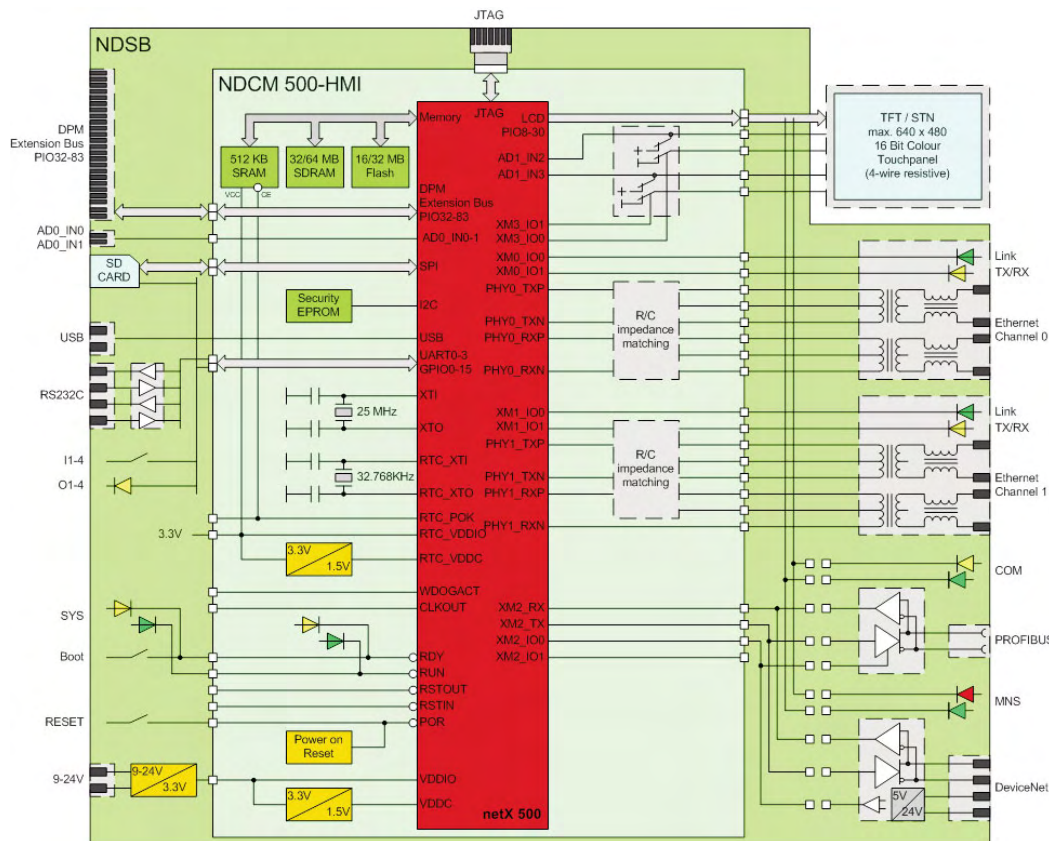 JTAG
NDSB
NDCM 500-HMI
DPM
Extension Bus
PIO32-83
AD0_IN0
AD0_IN1
SD
CARD
USB
RS232C
I1-4
O1-4
3.3V
SYS
Boot
RESET
9-24V
9-24V
3.3V
512 KB
SRAM
32/64 MB
SDRAM
16/32 MB
Flash
VCC
CE
Security
EPROM
25 MHz
32.768KHz
3.3V
1.5V
Power on
Reset
3.3V
1.5V
JTAG
Memory
DPM
Extension Bus
PIO32-83
AD0_IN0-1
SPI
I2C
USB
UART0-3
GPIO0-15
XTI
XTO
RTC_XTI
RTC_XTO
RTC_POK
RTC_VDDIO
RTC_VDDC
WDOGACT
CLKOUT
RDY
RUN
RSTOUT
RSTIN
POR
VDDIO
VDDC
LCD
PIO8-30
AD1_IN2
AD1_IN3
XM3_IO1
XM3_IO0
XM0_IO0
XM0_IO1
PHY0_TXP
PHY0_TXN
PHY0_RXP
PHY0_RXN
XM1_IO0
XM1_IO1
PHY1_TXP
PHY1_TXN
PHY1_RXP
PHY1_RXN
XM2_RX
XM2_TX
XM2_IO0
XM2_IO1
netX 500
R/C
impedance
matching
R/C
impedance
matching
TFT / STN
max. 640 x 480
16 Bit Colour
Touchpanel
(4-wire resistive)
Link
TX/RX
Ethernet
Channel 0
Link
TX/RX
Ethernet
Channel 1
COM
PROFIBUS
MNS
DeviceNet
5V
24V